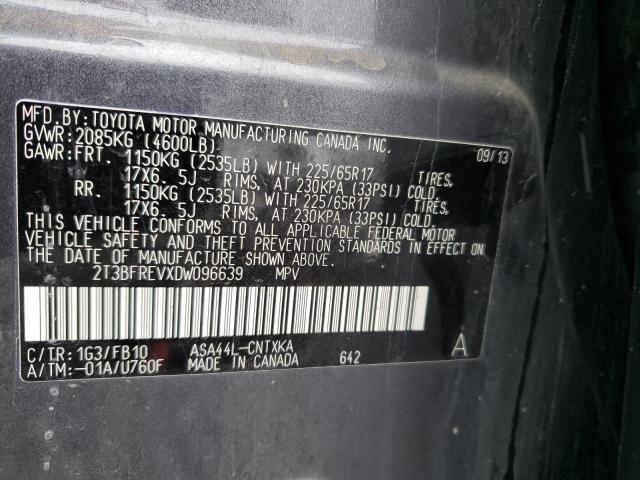 MFD.BY:TOYOTA MOTOR MANUFACTURING CANADA INC.
GVWR:2085KG (4600LB) 09/13
GAWR:FRT. 1150KG (2535LB) WITH 225/65R17 TIRES,
17X6. 5J RIMS, AT 230KPA (33PSI) COLD
RR. 1150KG (2535LB) WITH 225/65R17 TIRES,
17X6. 5J RIMS, AT 230KPA (33PSI) COLD.
THIS VEHICLE CONFORMS TO ALL APPLICABLE FEDERAL MOTOR
VEHICLE SAFETY AND THEFT PREVENTION STANDARDS IN EFFECT ON
THE DATE OF MANUFACTURE SHOWN ABOVE.
2T3BFREVXDW096639 MPV
C/TR: 1G3/FB10 ASA44L-CNTXKA A
A/TM:-01A/U760F MADE IN CANADA 642